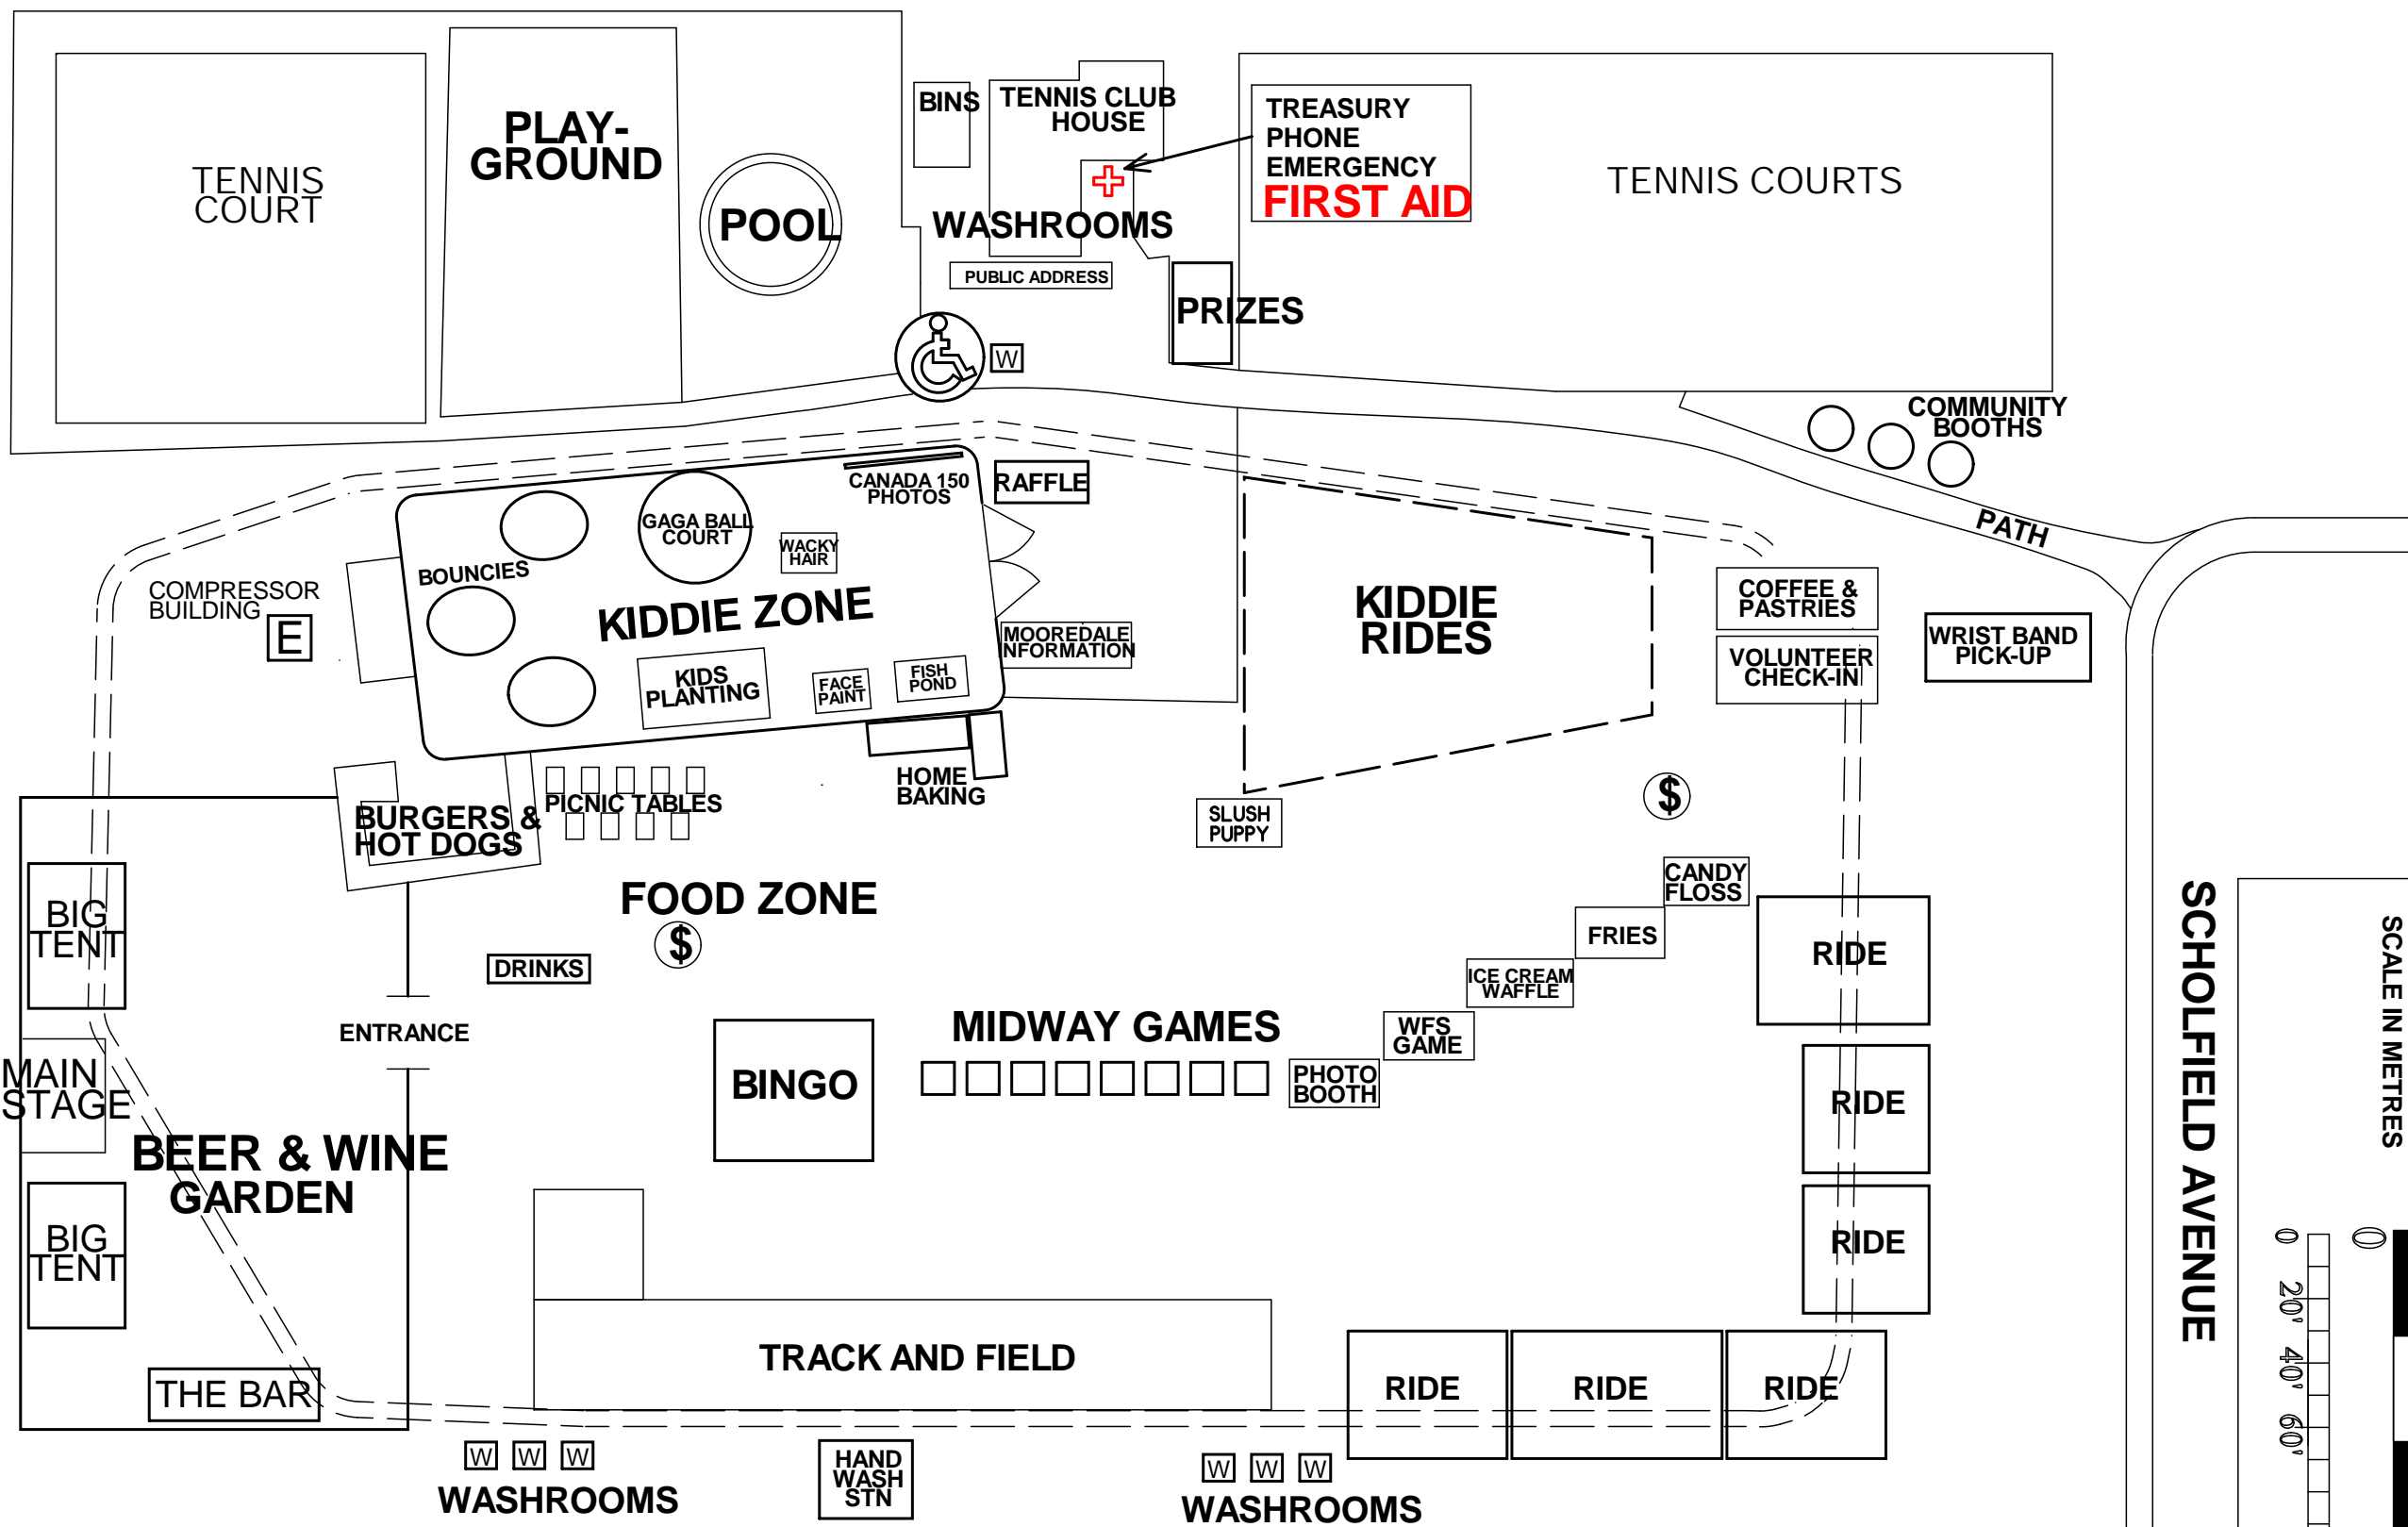 TENNIS
COURT
PLAY-
GROUND
POOL
BINS
TENNIS CLUB
HOUSE
WASHROOMS
PUBLIC ADDRESS
TREASURY
PHONE
EMERGENCY
FIRST AID
TENNIS COURTS
PRIZES
W
COMMUNITY
BOOTHS
PATH
CANADA 150
PHOTOS
RAFFLE
GAGA BALL
COURT
WACKY
HAIR
BOUNCIES
KIDDIE ZONE
COMPRESSOR
BUILDING
E
KIDS
PLANTING
FACE
PAINT
FISH
POND
MOOREDALE
INFORMATION
KIDDIE
RIDES
COFFEE &
PASTRIES
VOLUNTEER
CHECK-IN
WRIST BAND
PICK-UP
HOME
BAKING
PICNIC TABLES
BURGERS &
HOT DOGS
SLUSH
PUPPY
$
FOOD ZONE
$
DRINKS
CANDY
FLOSS
FRIES
ICE CREAM
WAFFLE
WFS
GAME
PHOTO
BOOTH
MIDWAY GAMES
BINGO
ENTRANCE
BIG
TENT
MAIN
STAGE
BEER & WINE
GARDEN
BIG
TENT
THE BAR
RIDE
RIDE
RIDE
TRACK AND FIELD
RIDE
RIDE
RIDE
W W W
WASHROOMS
HAND
WASH
STN
W W W
WASHROOMS
SCHOLFIELD AVENUE
SCALE IN METRES
0
0
20'
40'
60'